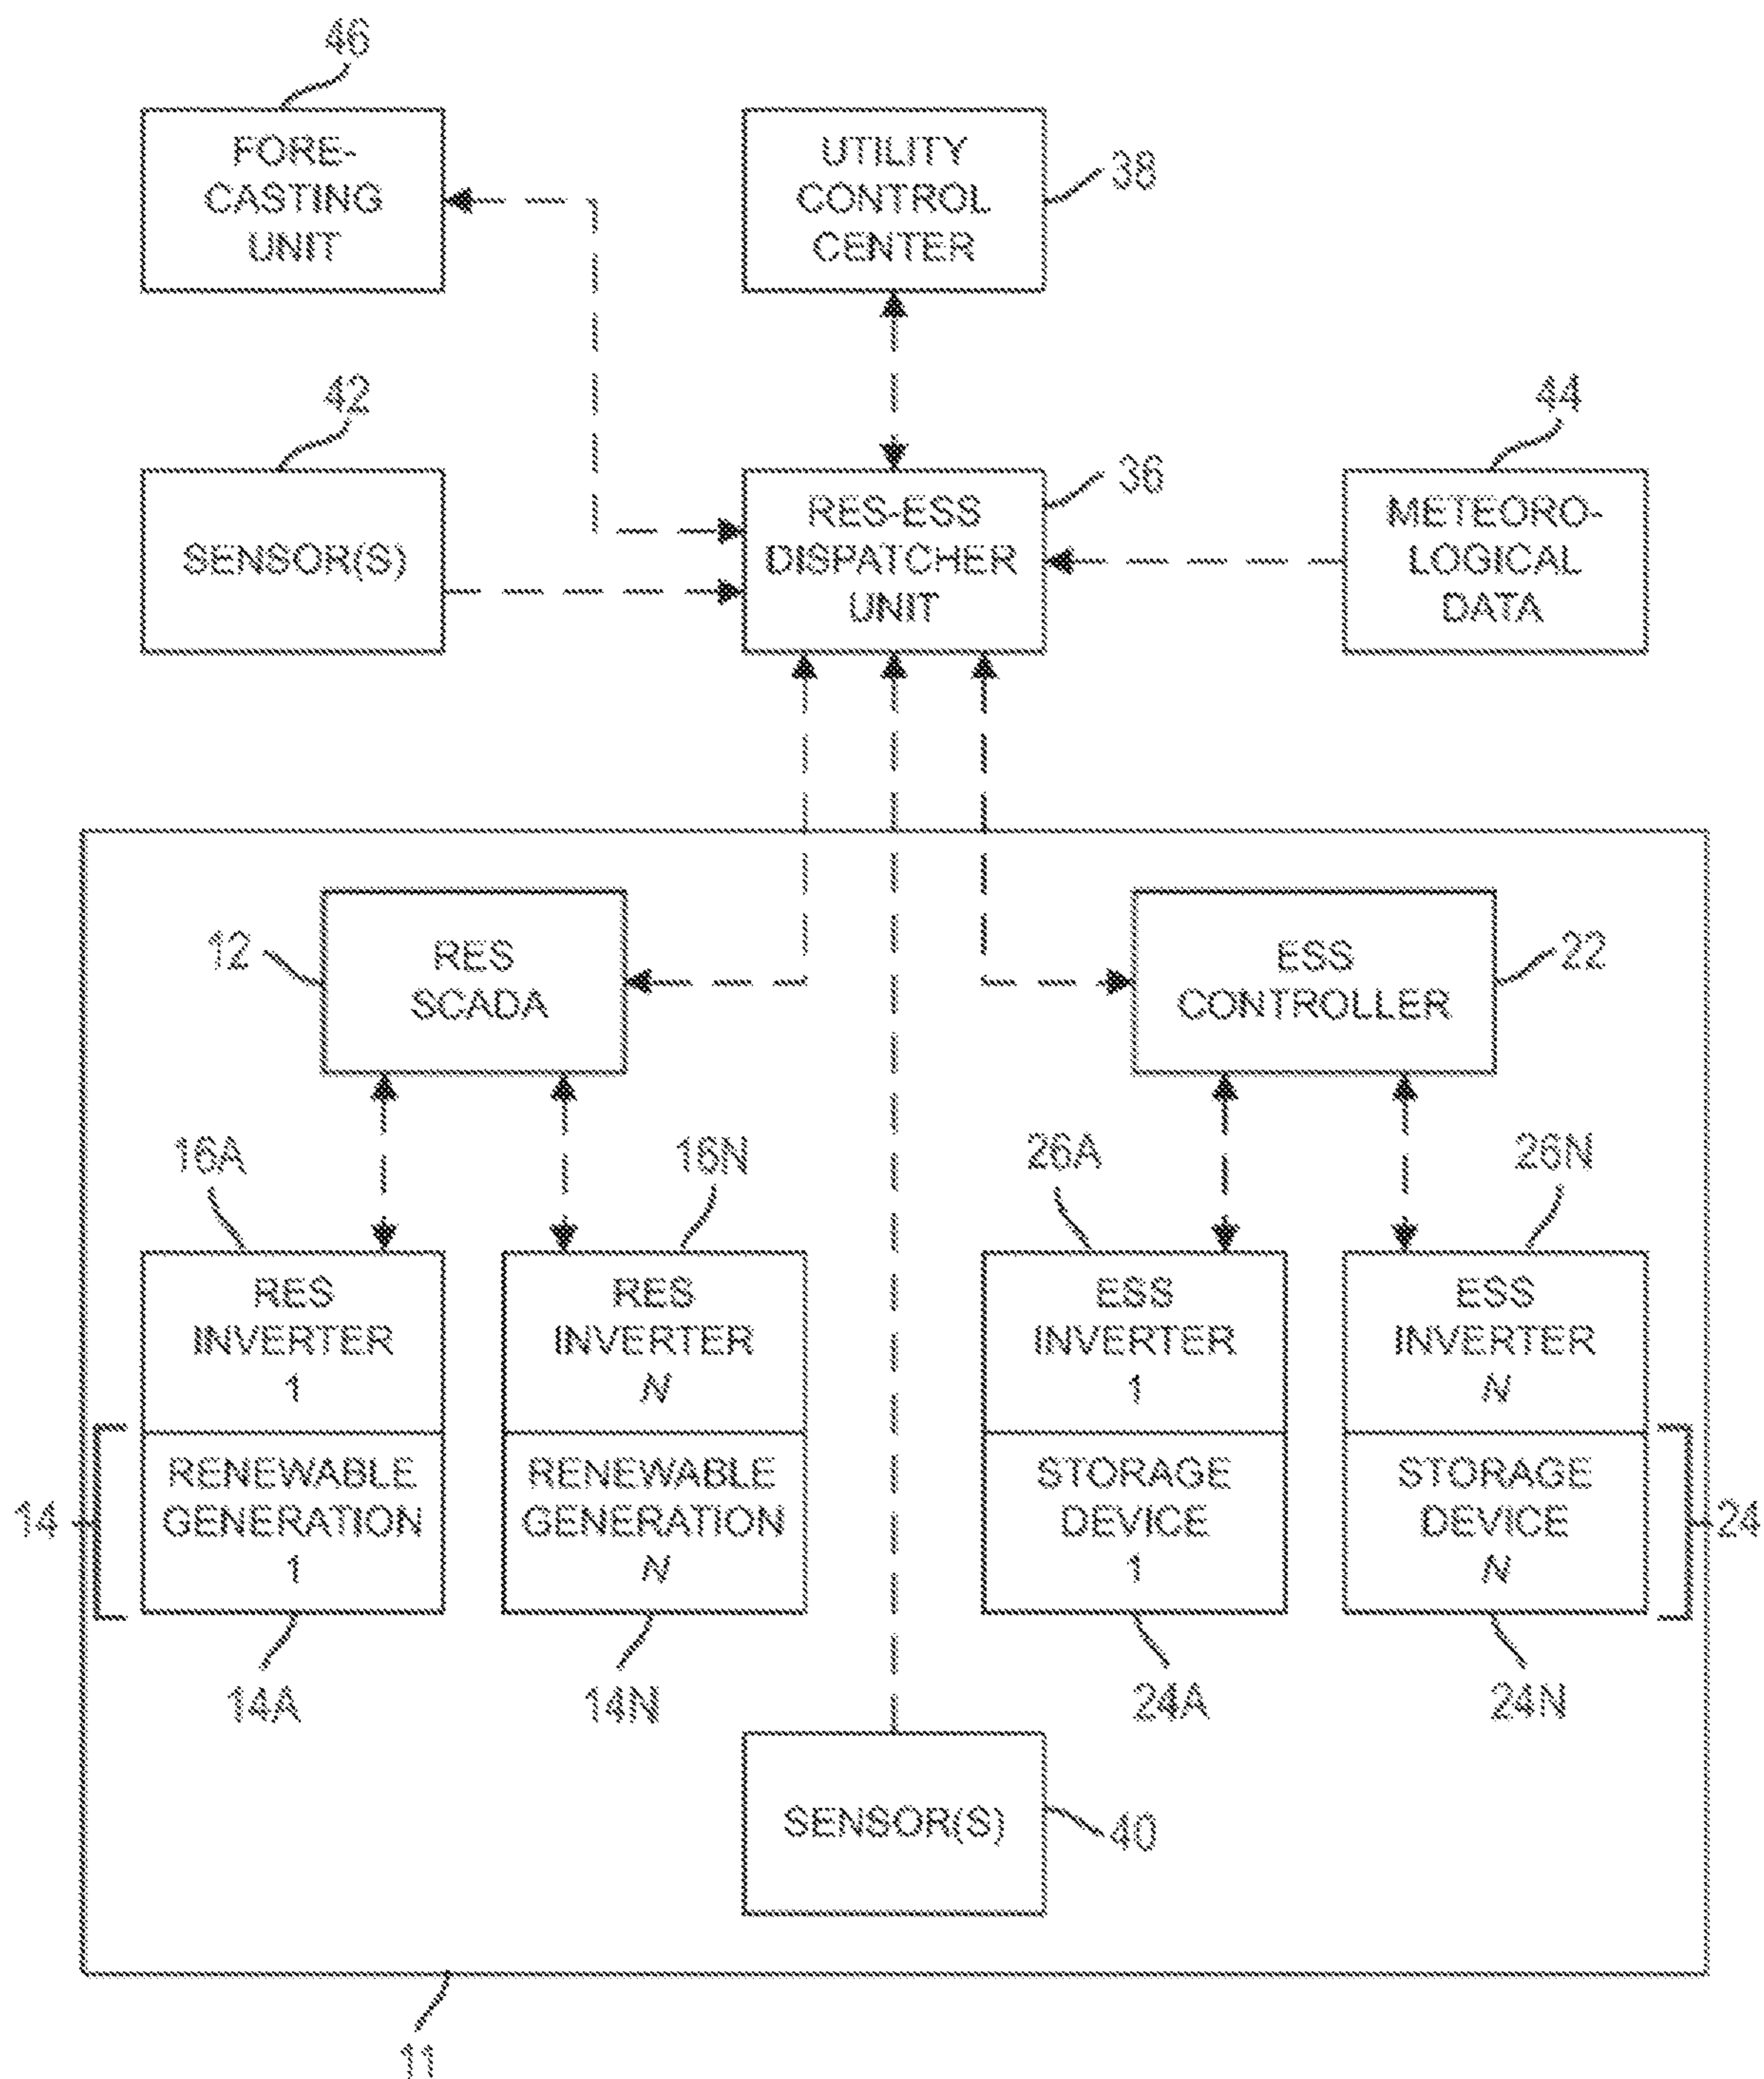 46
FORE-
CASTING
UNIT
UTILITY
CONTROL
CENTER
38
42
SENSOR(S)
RES-ESS
DISPATCHER
UNIT
36
44
METEORO-
LOGICAL
DATA
12
RES
SCADA
ESS
CONTROLLER
22
16A
16N
26A
26N
RES
INVERTER
1
RES
INVERTER
N
ESS
INVERTER
1
ESS
INVERTER
N
14
RENEWABLE
GENERATION
1
RENEWABLE
GENERATION
N
STORAGE
DEVICE
1
STORAGE
DEVICE
N
24
14A
14N
24A
24N
SENSOR(S)
40
11